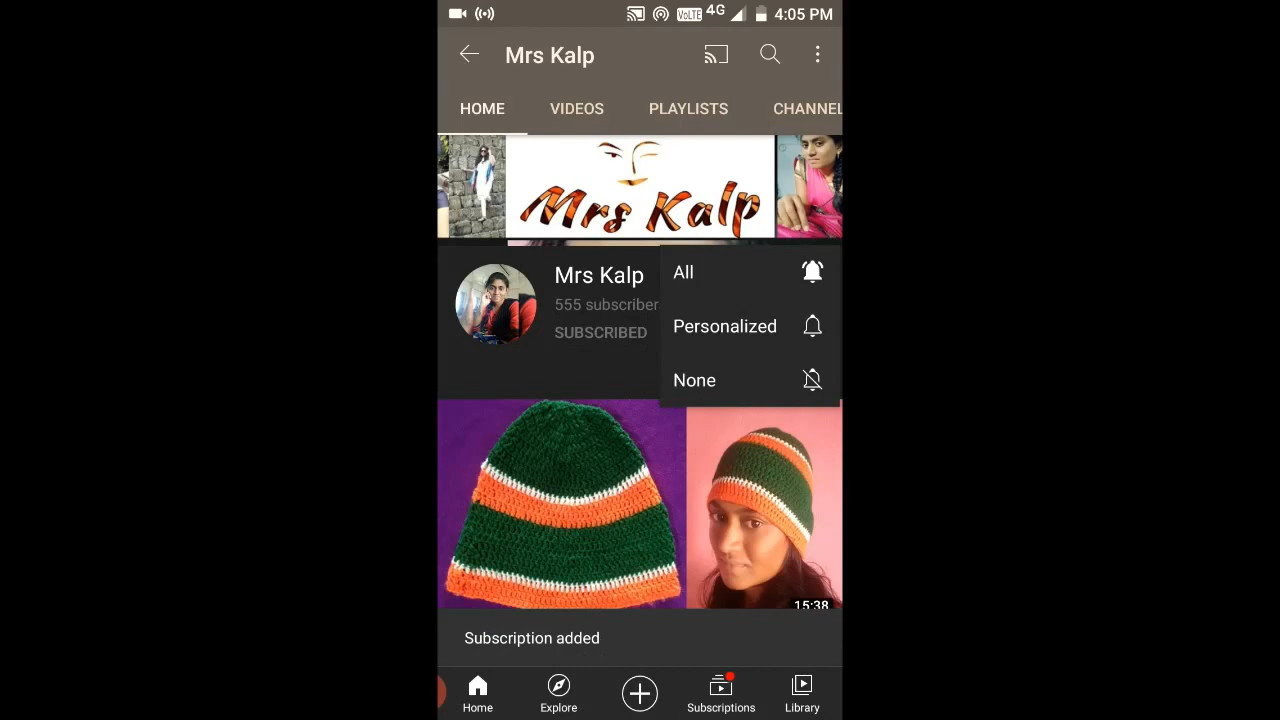 VoLTE 4G 4:05 PM
Mrs Kalp
HOME VIDEOS PLAYLISTS CHANNEL
Mrs Kalp
Mrs Kalp
555 subscriber
SUBSCRIBED
All
Personalized
None
15:38
Subscription added
Home Explore Subscriptions Library